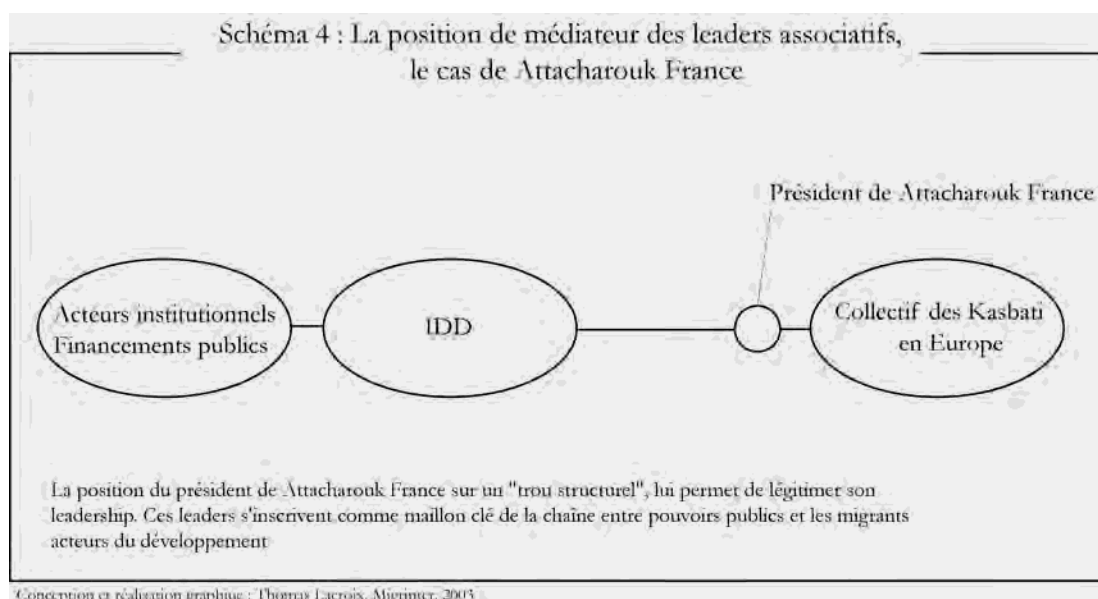 Schéma 4 : La position de médiateur des leaders associatifs,
le cas de Attacharouk France
Président de Attacharouk France
Acteurs institutionnels
Financements publics
IDD
Collectif des Kasbati
en Europe
La position du président de Attacharouk France sur un "trou structurel", lui permet de légitimer son
leadership. Ces leaders s'inscrivent comme maillon clé de la chaîne entre pouvoirs publics et les migrants
acteurs du développement
Conception et réalisation graphique : Thomas Lacroix, Migrinter, 2003